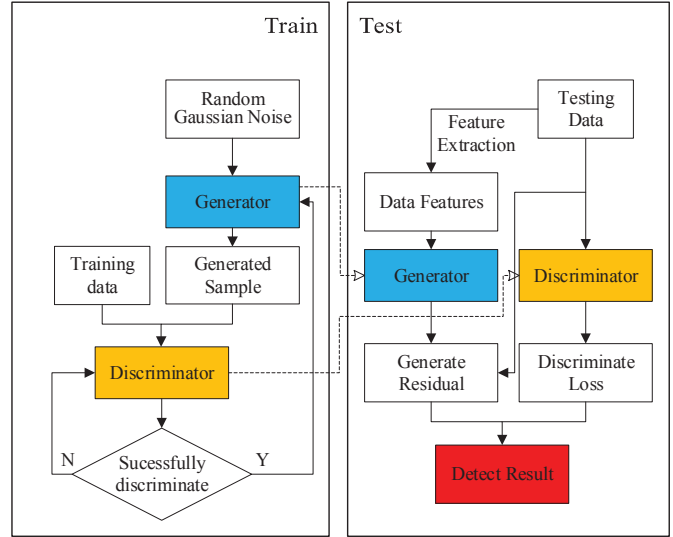 Train
Random
Gaussian Noise
Generator
Training
data
Generated
Sample
Discriminator
N
Sucessfully
discriminate
Y
Test
Testing
Data
Feature
Extraction
Data Features
Generator
Discriminator
Generate
Residual
Discriminate
Loss
Detect Result